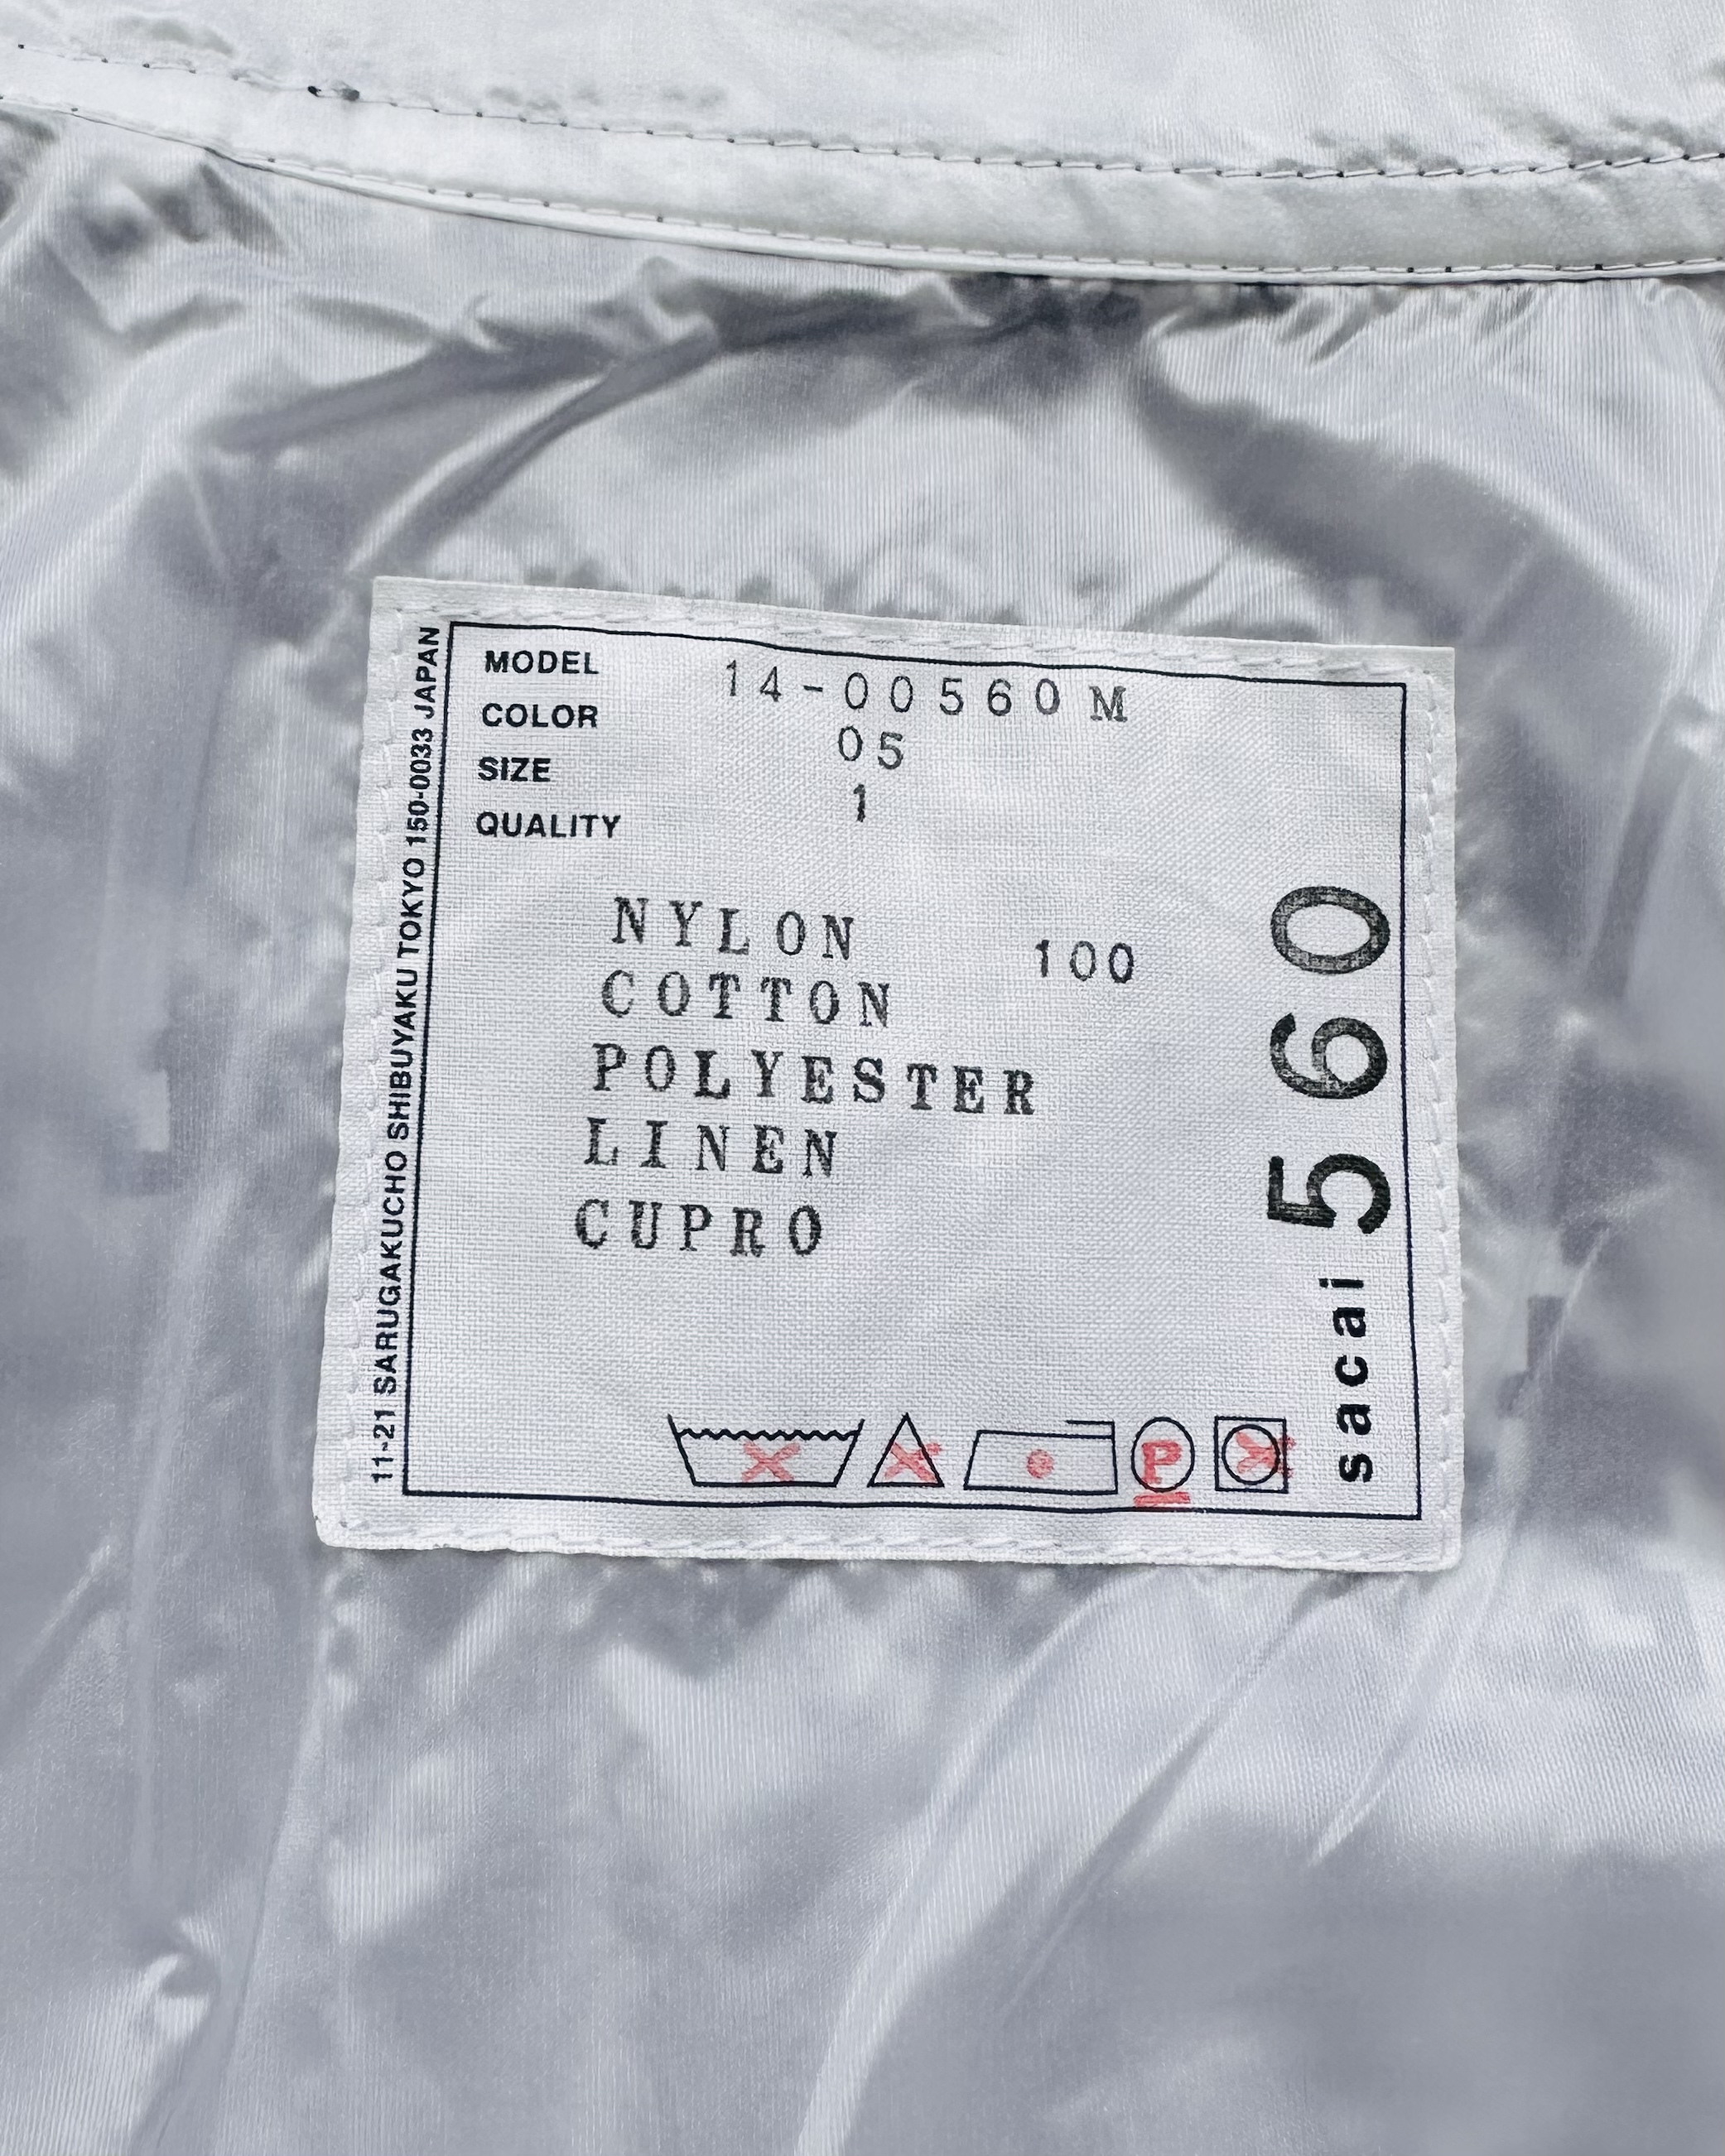 MODEL 14-00560 M
COLOR 05
SIZE 1
QUALITY
NYLON 100
COTTON
POLYESTER
LINEN
CUPRO
P
sacai 560
11-21 SARUGAKUCHO SHIBUYAKU TOKYO 150-0033 JAPAN